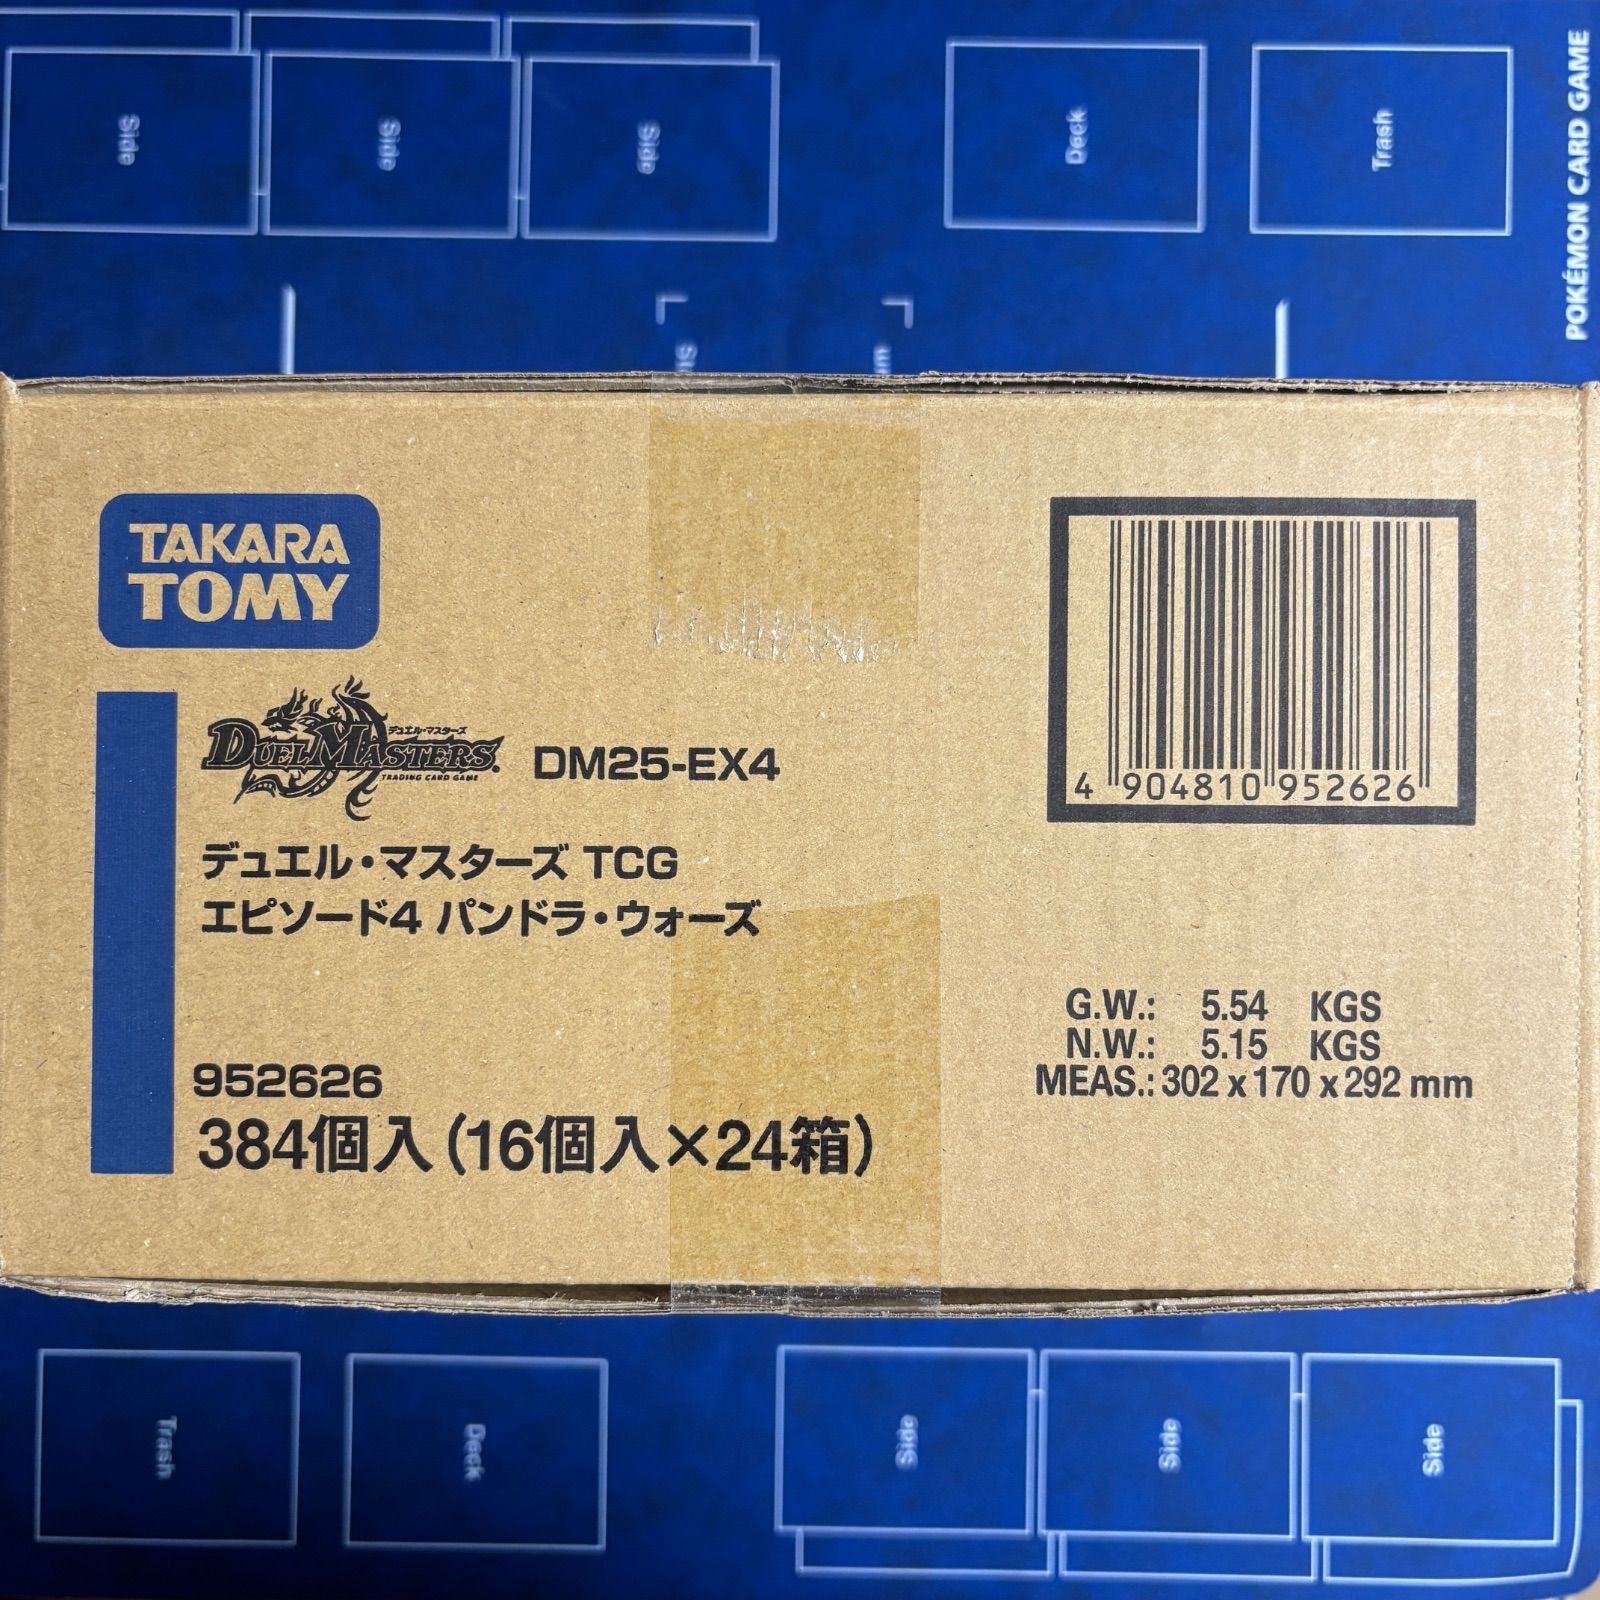 Side
Side
Side
Deck
Trash
POKÉMON CARD GAME
TAKARA
TOMY
デュエル・マスターズ
DUEL MASTERS
TRADING CARD GAME
DM25-EX4
デュエル・マスターズ TCG
エピソード4 パンドラ・ウォーズ
952626
384個入(16個入×24箱)
4 904810 952626
G.W.: 5.54 KGS
N.W.: 5.15 KGS
MEAS.: 302 x 170 x 292 mm
Trash
Deck
Side
Side
Side